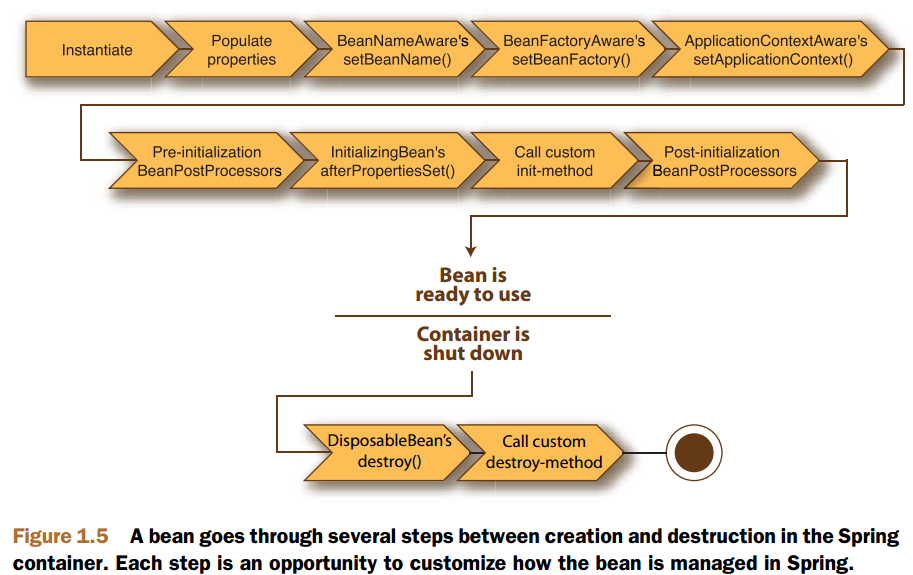 Instantiate
Populate
properties
BeanNameAware's
setBeanName()
BeanFactoryAware's
setBeanFactory()
ApplicationContextAware's
setApplicationContext()
Pre-initialization
BeanPostProcessors
InitializingBean's
afterPropertiesSet()
Call custom
init-method
Post-initialization
BeanPostProcessors
Bean is
ready to use
Container is
shut down
DisposableBean's
destroy()
Call custom
destroy-method
Figure 1.5 A bean goes through several steps between creation and destruction in the Spring
container. Each step is an opportunity to customize how the bean is managed in Spring.